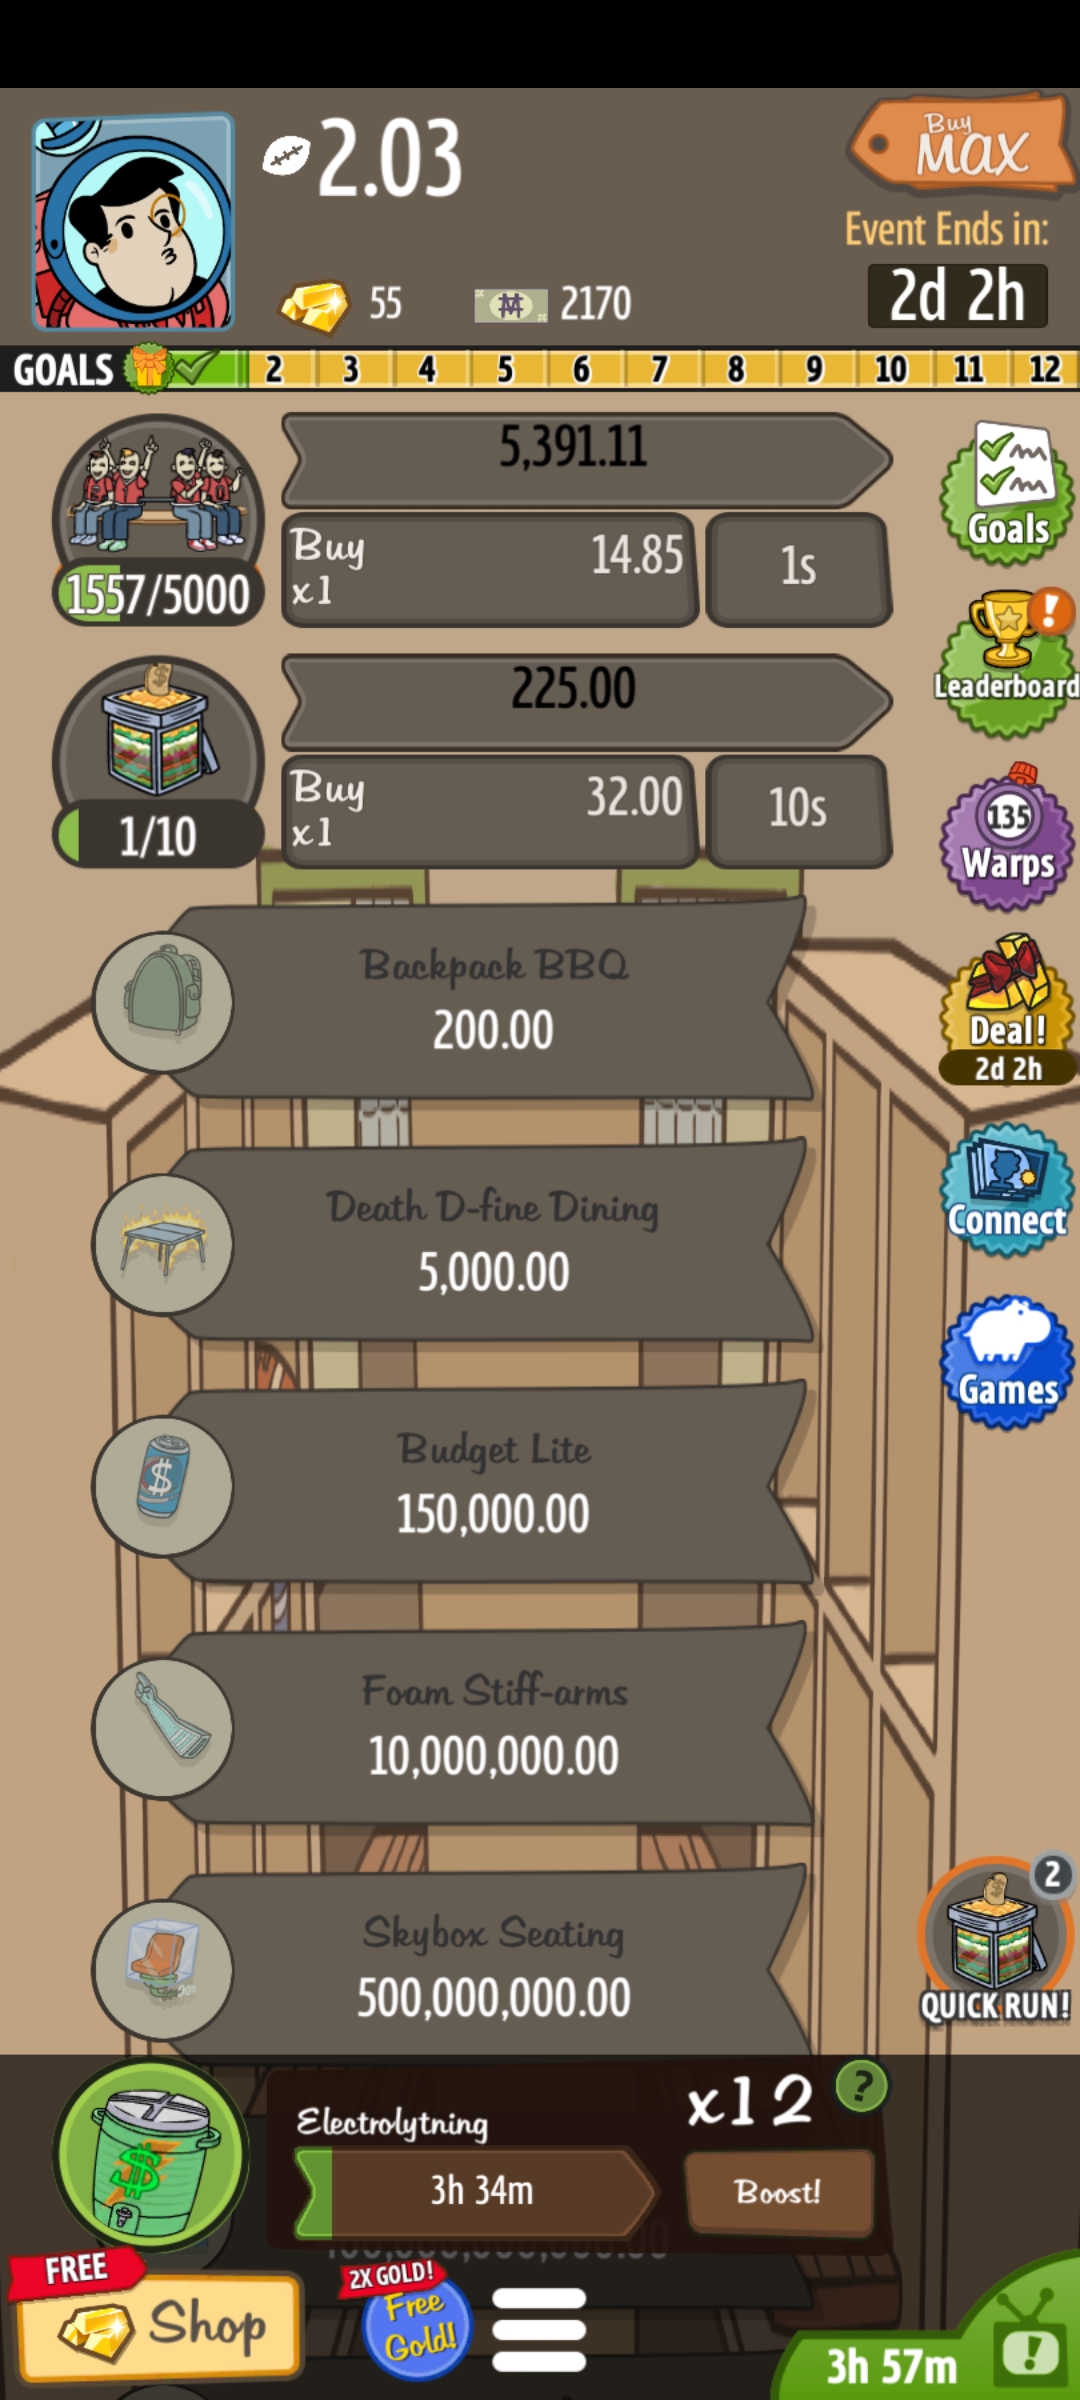 2.03
Buy
MAX
Event Ends in:
55
2170
2d 2h
GOALS 2 3 4 5 6 7 8 9 10 11 12
5,391.11
Buy
x1
14.85
1s
1557/5000
Goals
225.00
Buy
x1
32.00
10s
1/10
Leaderboard
135
Warps
Backpack BBQ
200.00
Deal!
2d 2h
Death D-fine Dining
5,000.00
Connect
Games
Budget Lite
150,000.00
Foam Stiff-arms
10,000,000.00
Skybox Seating
500,000,000.00
2
QUICK RUN!
Electrolytning
x12
?
3h 34m
Boost!
FREE
Shop
2X GOLD!
Free
Gold!
3h 57m